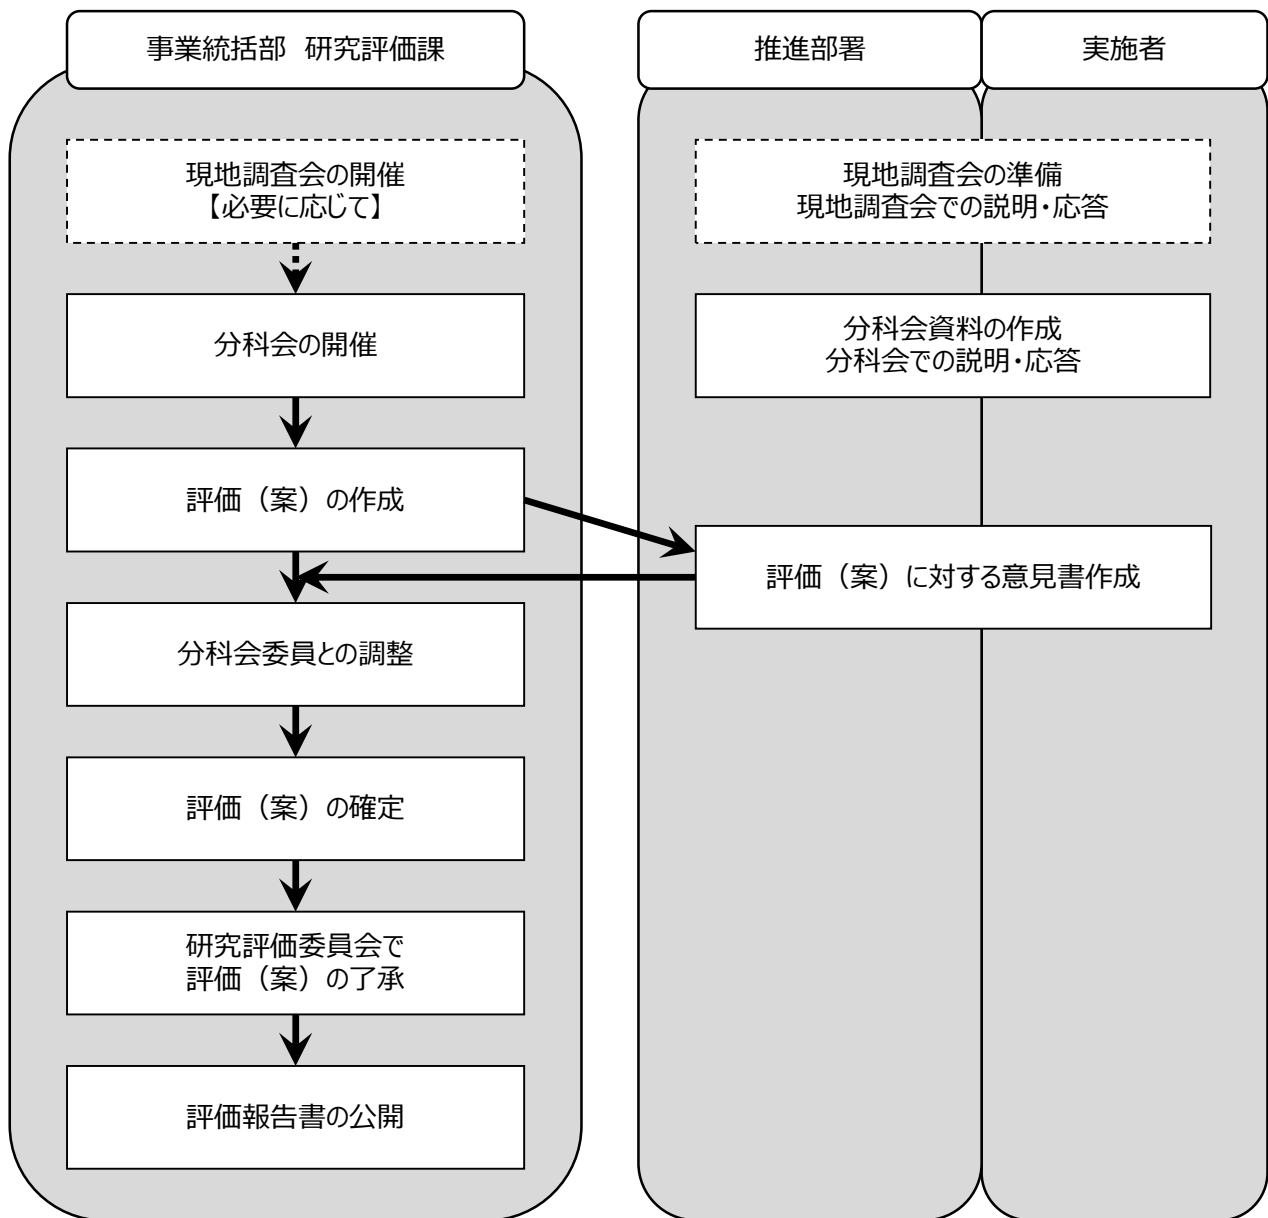 事業統括部　研究評価課
推進部署
実施者
現地調査会の開催
【必要に応じて】
現地調査会の準備
現地調査会での説明・応答
分科会の開催
分科会資料の作成
分科会での説明・応答
評価（案）の作成
評価（案）に対する意見書作成
分科会委員との調整
評価（案）の確定
研究評価委員会で
評価（案）の了承
評価報告書の公開